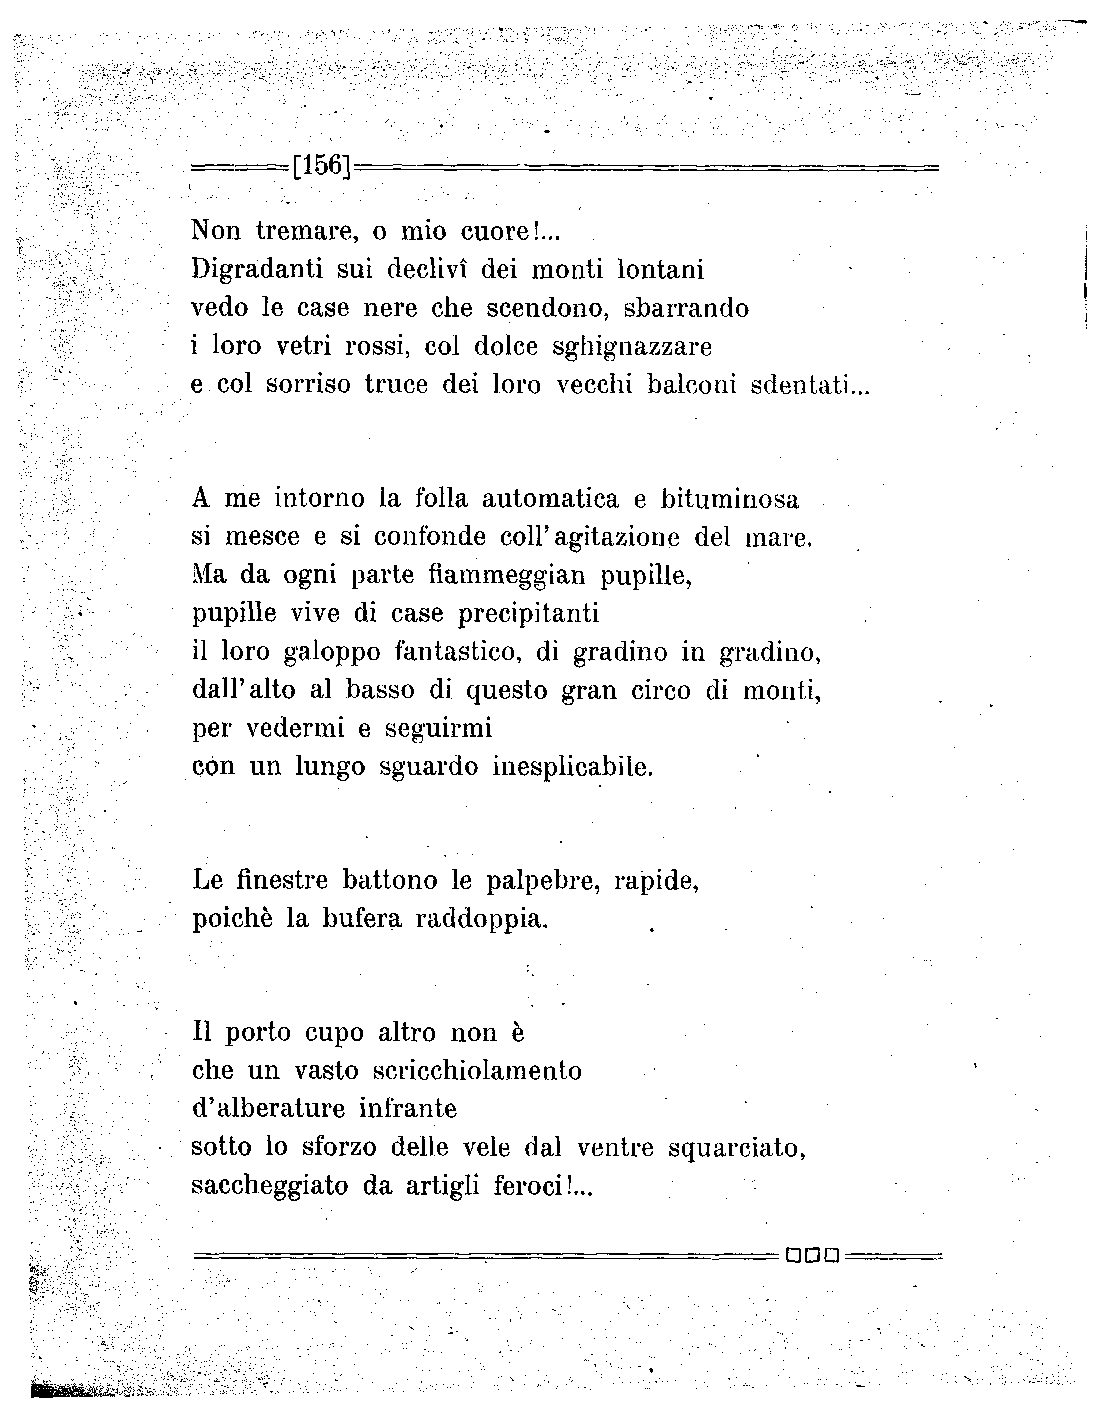 [156]
Non tremare, o mio cuore!...
Digradanti sui declivî dei monti lontani
vedo le case nere che scendono, sbarrando
i loro vetri rossi, col dolce sghignazzare
e col sorriso truce dei loro vecchi balconi sdentati...
A me intorno la folla automatica e bituminosa
si mesce e si confonde coll'agitazione del mare.
Ma da ogni parte fiammeggian pupille,
pupille vive di case precipitanti
il loro galoppo fantastico, di gradino in gradino,
dall'alto al basso di questo gran circo di monti,
per vedermi e seguirmi
con un lungo sguardo inesplicabile.
Le finestre battono le palpebre, rapide,
poichè la bufera raddoppia.
Il porto cupo altro non è
che un vasto scricchiolamento
d'alberature infrante
sotto lo sforzo delle vele dal ventre squarciato,
saccheggiato da artigli feroci!...